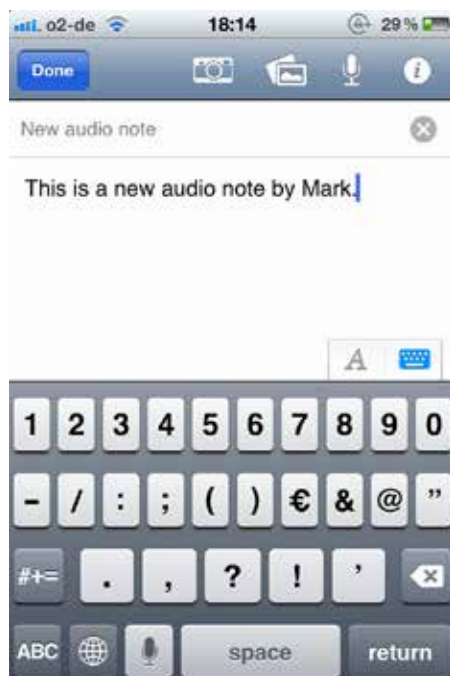 o2-de 18:14 29 %
Done
New audio note
This is a new audio note by Mark.
A
1 2 3 4 5 6 7 8 9 0
- / : ; ( ) € & @ ”
#+= . , ? ! ’
ABC space return